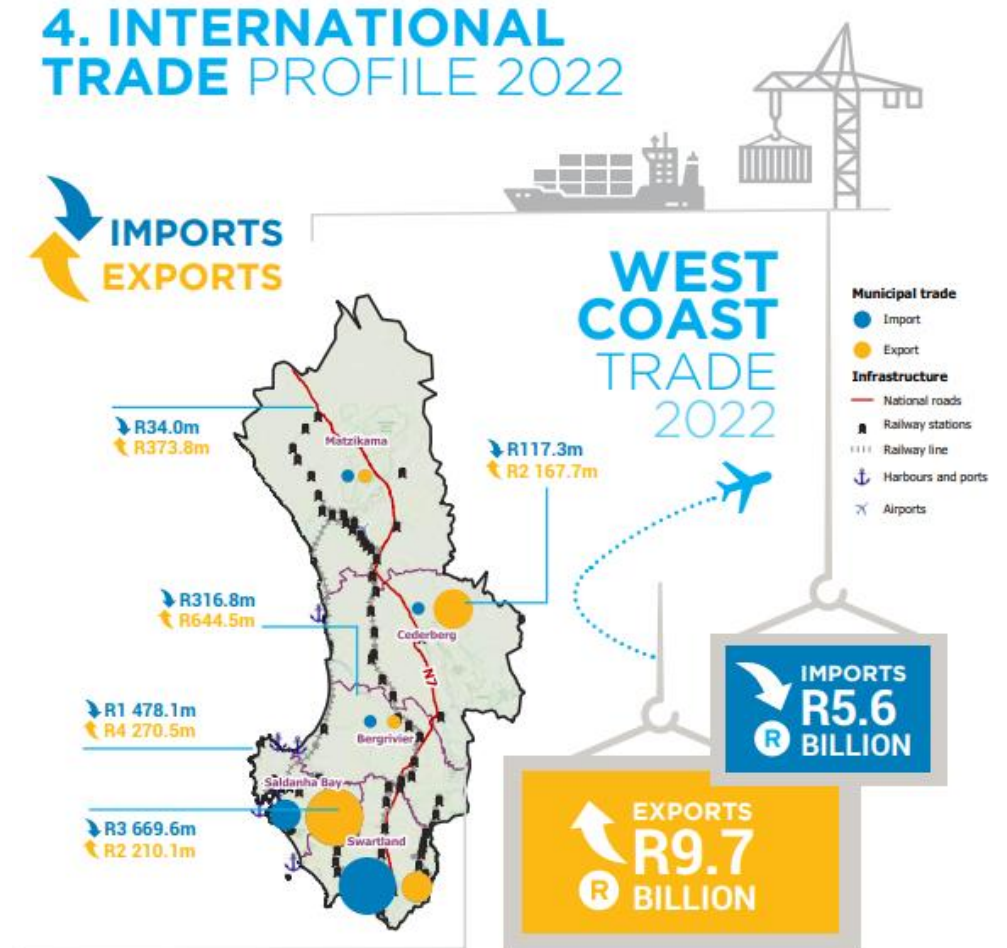 4. INTERNATIONAL
TRADE PROFILE 2022
IMPORTS
EXPORTS
WEST
COAST
TRADE
2022
Municipal trade
Import
Export
Infrastructure
National roads
Railway stations
Railway line
Harbours and ports
Airports
R34.0m
R373.8m
Matzikama
R117.3m
R2 167.7m
R316.8m
R644.5m
Cederberg
N7
R1 478.1m
R4 270.5m
Bergrivier
Saldanha Bay
R3 669.6m
R2 210.1m
Swartland
IMPORTS
R5.6
R
BILLION
EXPORTS
R9.7
R
BILLION